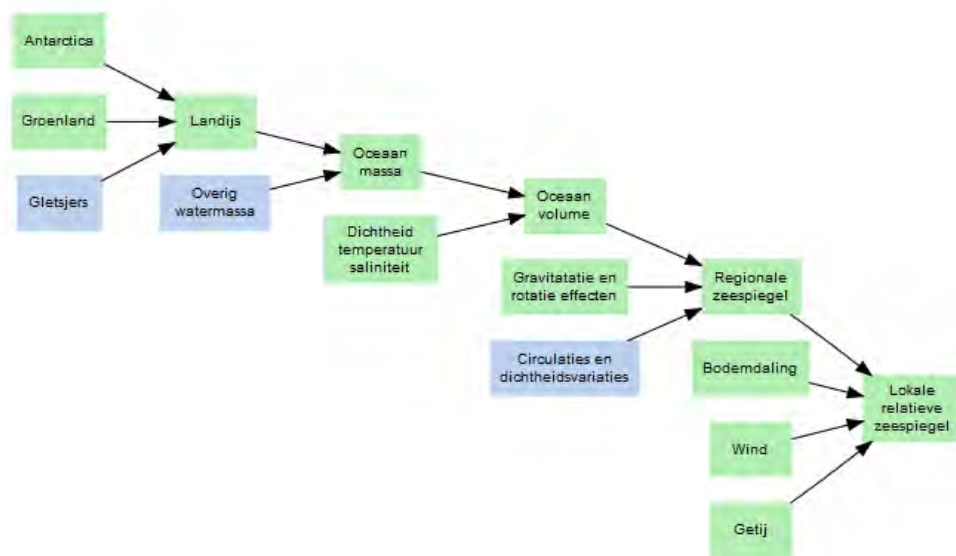 Antarctica
Groenland
Landijs
Gletsjers
Overig
watermassa
Oceaan
massa
Dichtheid
temperatuur
saliniteit
Oceaan
volume
Gravitatatie en
rotatie effecten
Regionale
zeespiegel
Circulaties en
dichtheidsvariaties
Bodemdaling
Lokale
relatieve
zeespiegel
Wind
Getij